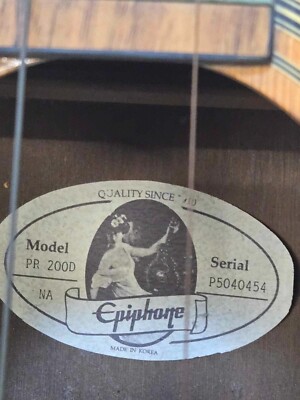 QUALITY SINCE
Model
PR 200D
NA
Serial
P5040454
Epiphone
MADE IN KOREA